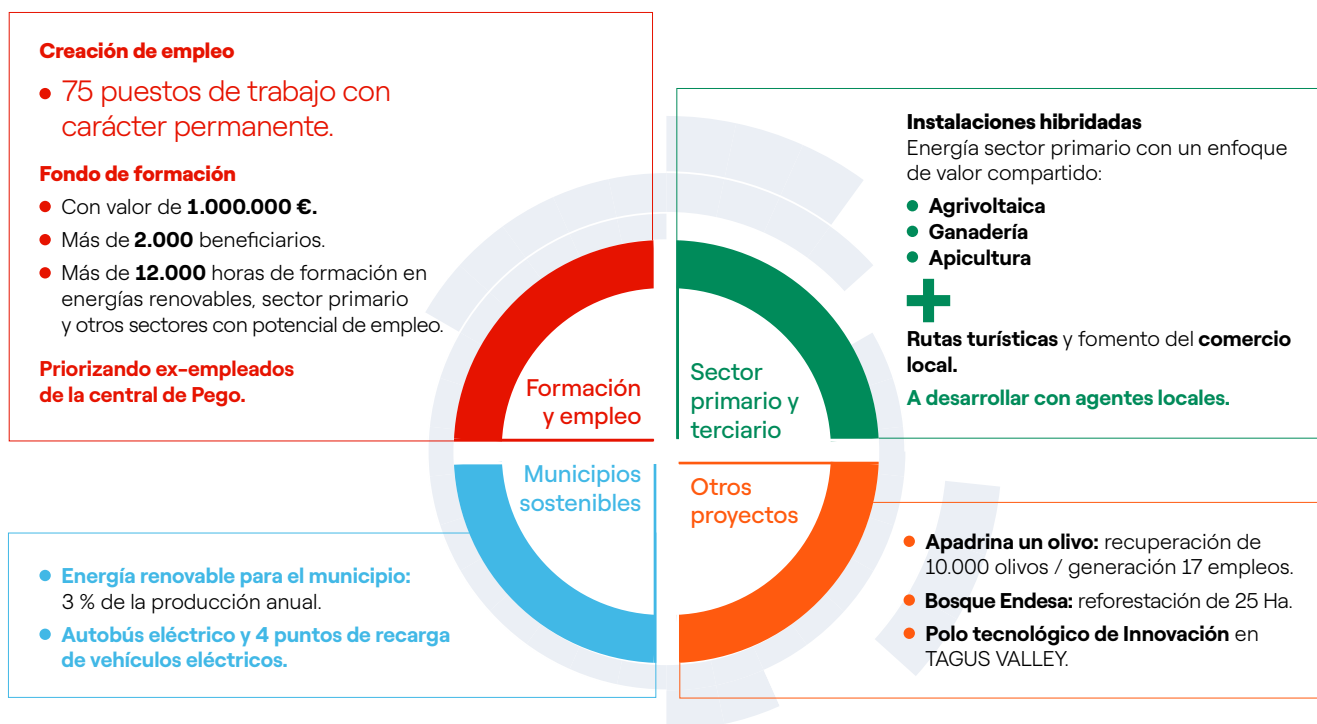 Creación de empleo
• 75 puestos de trabajo con
carácter permanente.
Fondo de formación
• Con valor de 1.000.000 €.
• Más de 2.000 beneficiarios.
• Más de 12.000 horas de formación en
energías renovables, sector primario
y otros sectores con potencial de empleo.
Priorizando ex-empleados
de la central de Pego.
Formación
y empleo
Instalaciones hibridadas
Energía sector primario con un enfoque
de valor compartido:
• Agrivoltaica
• Ganadería
• Apicultura
Rutas turísticas y fomento del comercio
local.
A desarrollar con agentes locales.
Sector
primario y
terciario
Municipios
sostenibles
• Energía renovable para el municipio:
3 % de la producción anual.
• Autobús eléctrico y 4 puntos de recarga
de vehículos eléctricos.
Otros
proyectos
• Apadrina un olivo: recuperación de
10.000 olivos / generación 17 empleos.
• Bosque Endesa: reforestación de 25 Ha.
• Polo tecnológico de Innovación en
TAGUS VALLEY.